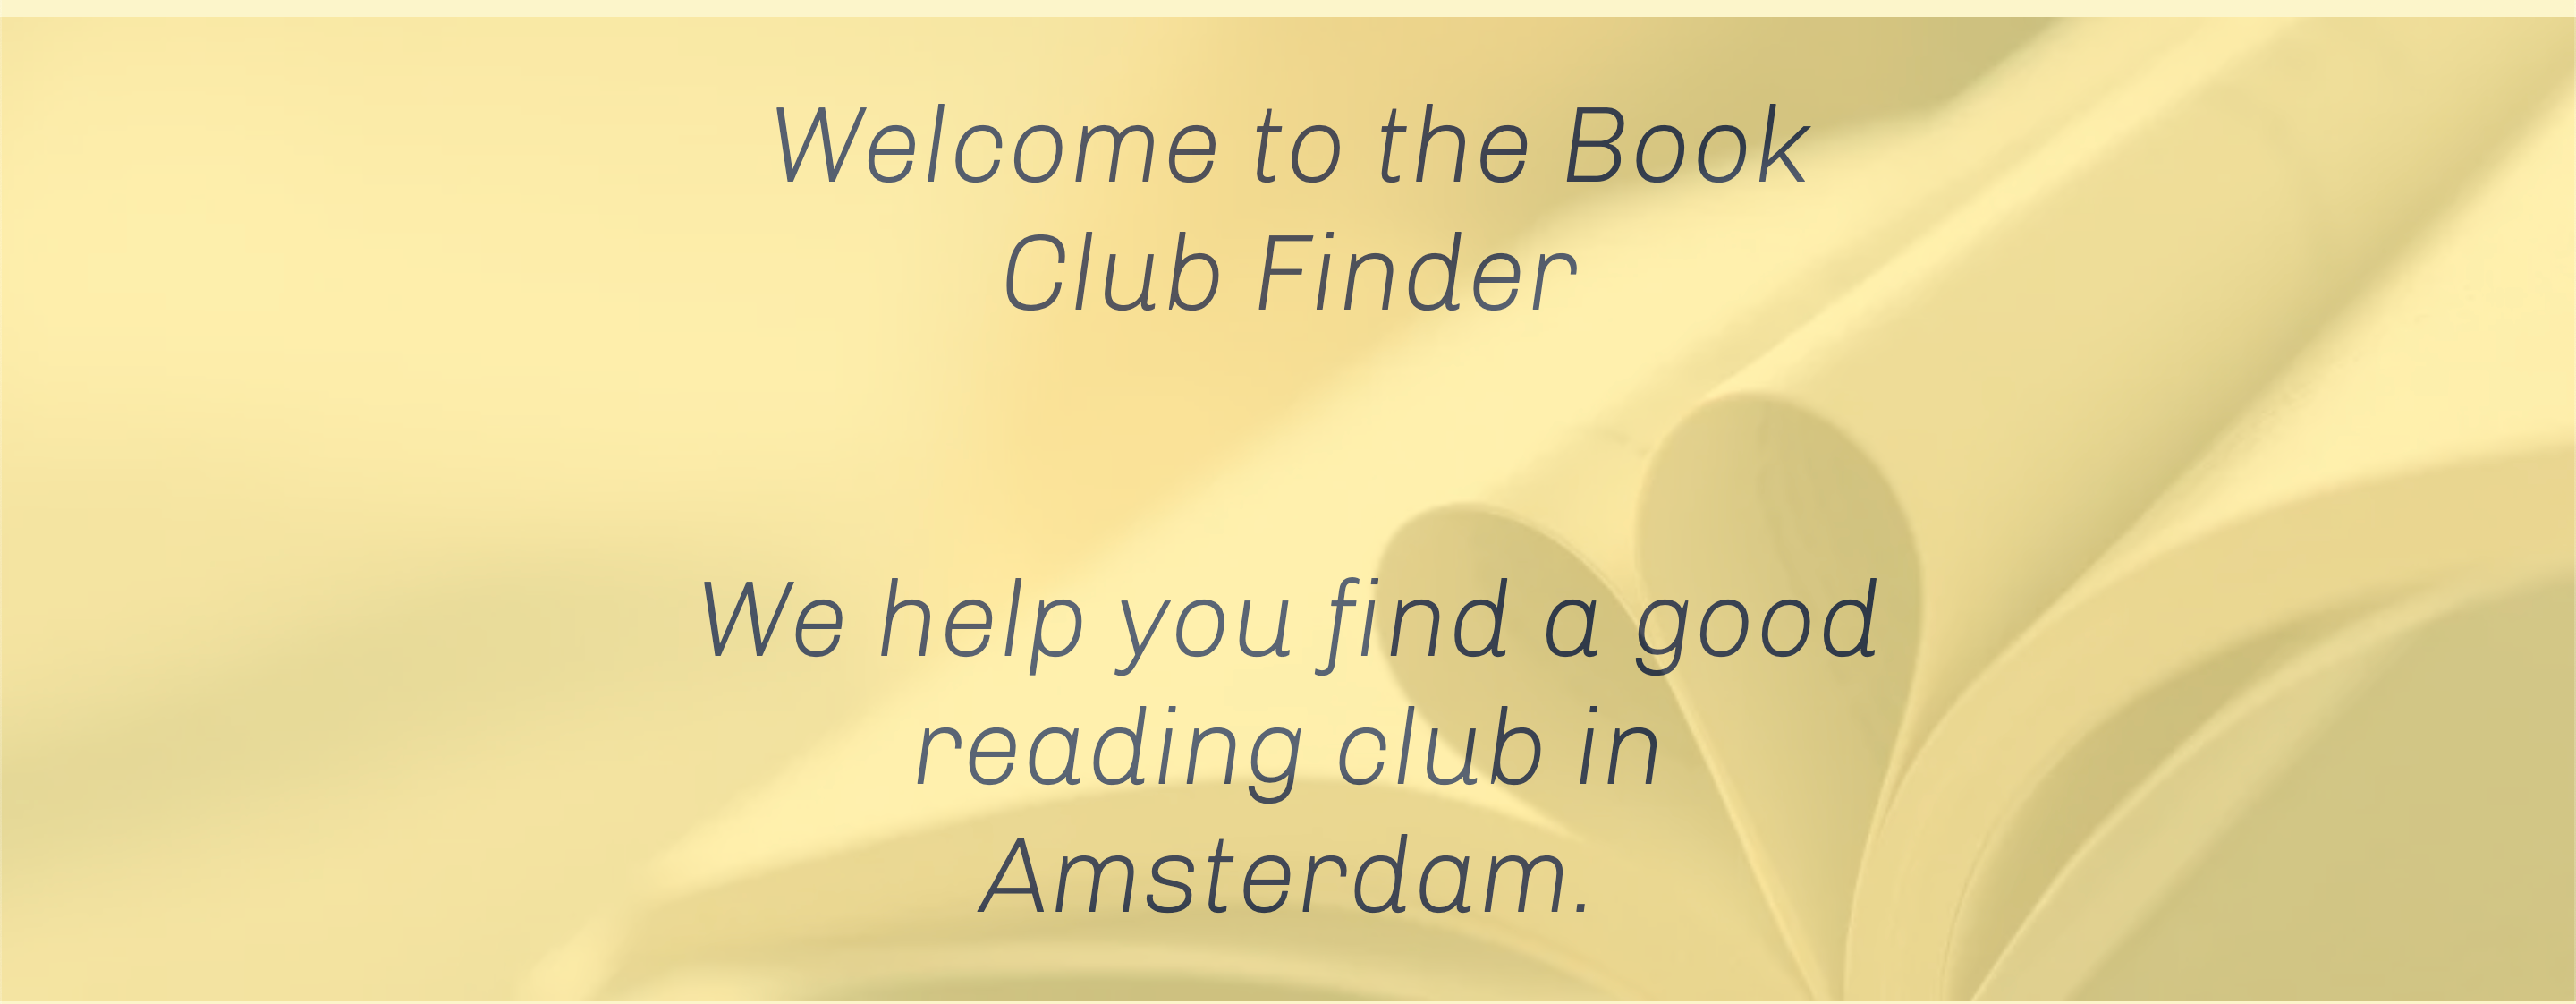 Welcome to the Book
Club Finder
We help you find a good
reading club in
Amsterdam.